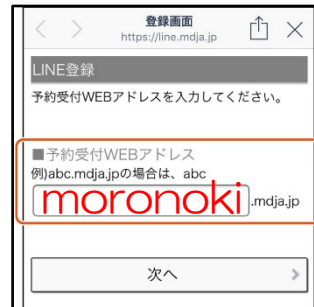 登録画面
https://line.mdja.jp
LINE登録
予約受付WEBアドレスを入力してください。
■予約受付WEBアドレス
例)abc.mdja.jpの場合は、abc
moronoki.mdja.jp
次へ